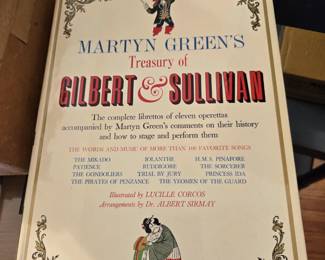 MARTYN GREEN'S
Treasury of
GILBERT & SULLIVAN
The complete librettos of eleven operettas
accompanied by Martyn Green's comments on their history
and how to stage and perform them
THE WORDS AND MUSIC OF MORE THAN 100 FAVORITE SONGS
THE MIKADO IOLANTHE H.M.S. PINAFORE
PATIENCE RUDDIGORE THE SORCERER
THE GONDOLIERS TRIAL BY JURY PRINCESS IDA
THE PIRATES OF PENZANCE THE YEOMEN OF THE GUARD
Illustrated by LUCILLE CORCOS
Arrangements by Dr. ALBERT SIRMAY